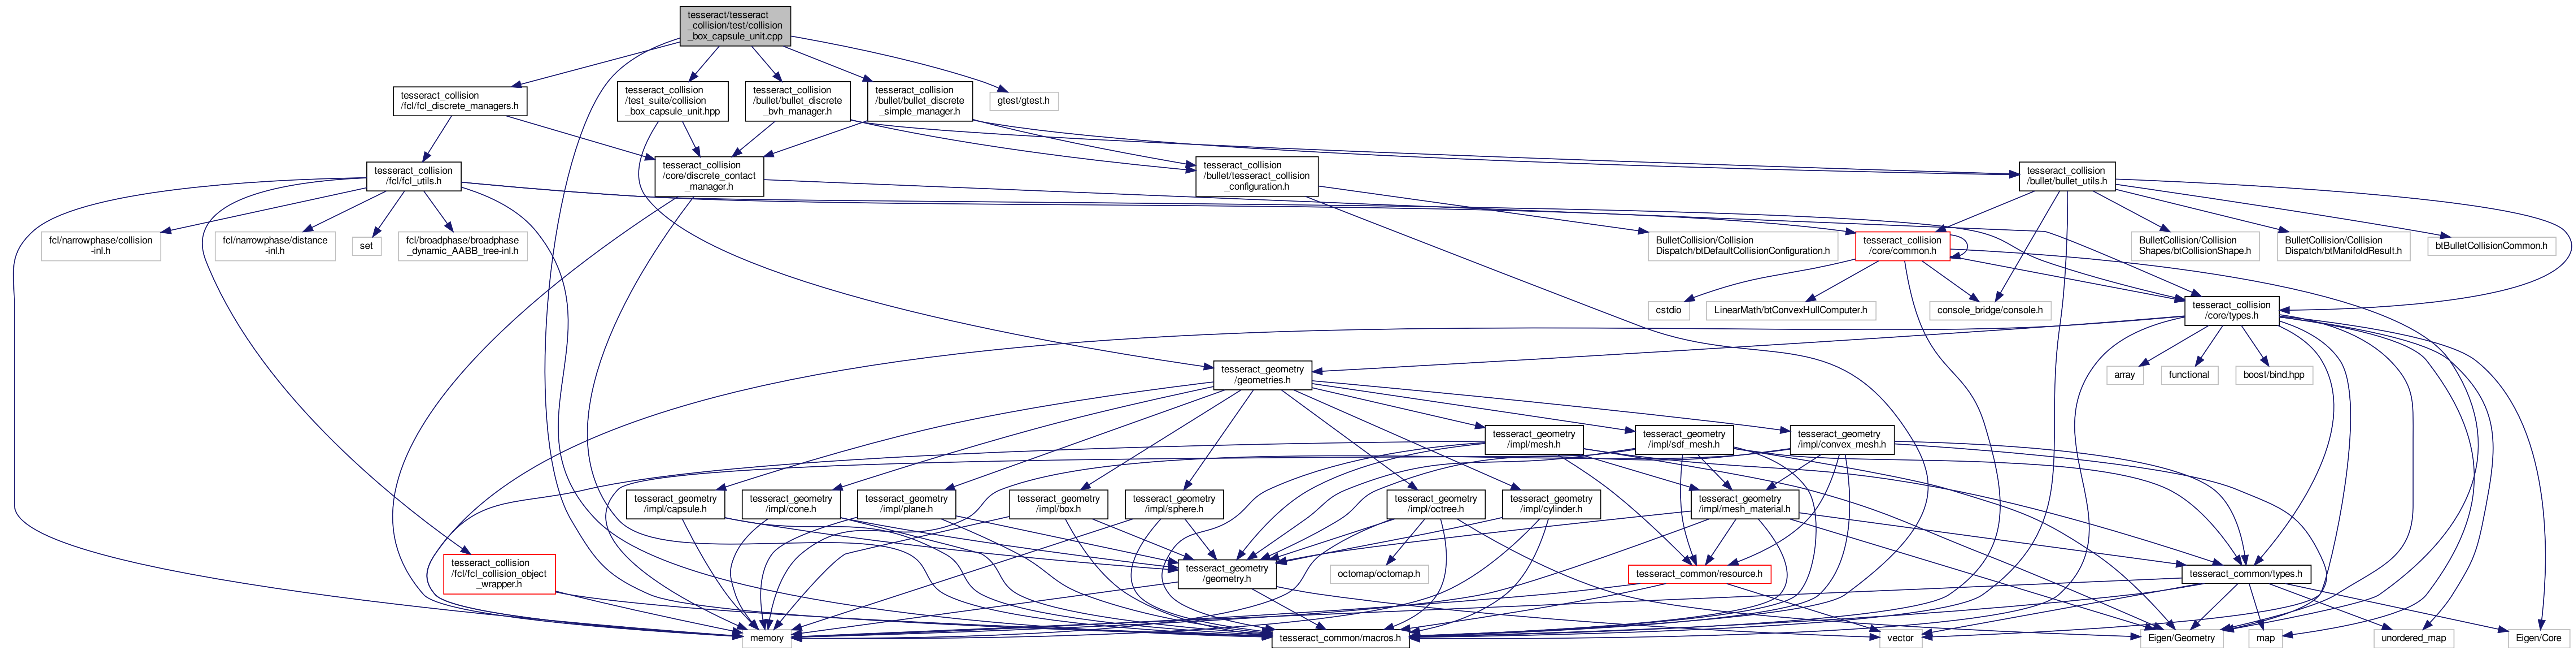 tesseract/tesseract
_collision/test/collision
_box_capsule_unit.cpp
tesseract_collision
/fcl/fcl_discrete_managers.h
tesseract_collision
/test_suite/collision
_box_capsule_unit.hpp
tesseract_collision
/bullet/bullet_discrete
_bvh_manager.h
tesseract_collision
/bullet/bullet_discrete
_simple_manager.h
gtest/gtest.h
tesseract_collision
/fcl/fcl_utils.h
tesseract_collision
/core/discrete_contact
_manager.h
tesseract_collision
/bullet/tesseract_collision
_configuration.h
tesseract_collision
/bullet/bullet_utils.h
fcl/narrowphase/collision
-inl.h
fcl/narrowphase/distance
-inl.h
set
fcl/broadphase/broadphase
_dynamic_AABB_tree-inl.h
BulletCollision/Collision
Dispatch/btDefaultCollisionConfiguration.h
tesseract_collision
/core/common.h
BulletCollision/Collision
Shapes/btCollisionShape.h
BulletCollision/Collision
Dispatch/btManifoldResult.h
btBulletCollisionCommon.h
cstdio
LinearMath/btConvexHullComputer.h
console_bridge/console.h
tesseract_collision
/core/types.h
tesseract_geometry
/geometries.h
array
functional
boost/bind.hpp
tesseract_geometry
/impl/mesh.h
tesseract_geometry
/impl/sdf_mesh.h
tesseract_geometry
/impl/convex_mesh.h
tesseract_geometry
/impl/capsule.h
tesseract_geometry
/impl/cone.h
tesseract_geometry
/impl/plane.h
tesseract_geometry
/impl/box.h
tesseract_geometry
/impl/sphere.h
tesseract_geometry
/impl/octree.h
tesseract_geometry
/impl/cylinder.h
tesseract_geometry
/impl/mesh_material.h
tesseract_collision
/fcl/fcl_collision_object
_wrapper.h
tesseract_geometry
/geometry.h
octomap/octomap.h
tesseract_common/resource.h
tesseract_common/types.h
memory
tesseract_common/macros.h
vector
Eigen/Geometry
map
unordered_map
Eigen/Core